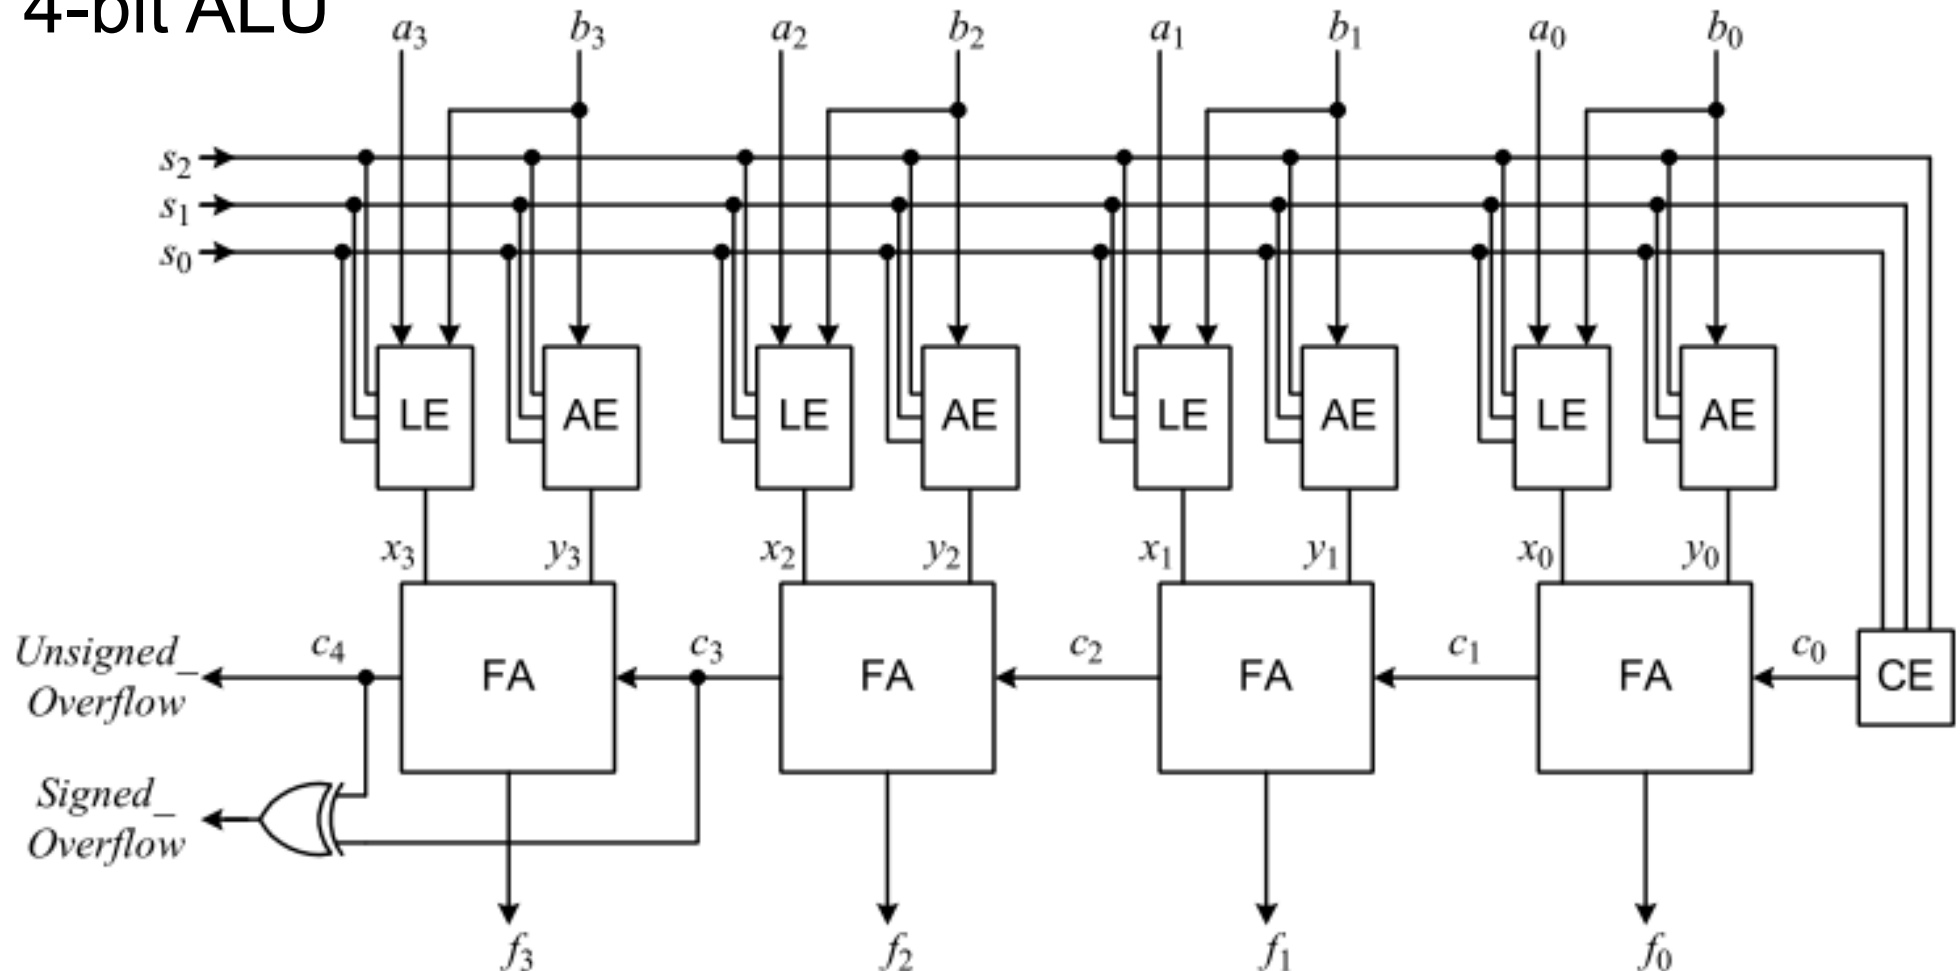 4-bit ALU
a3 b3 a2 b2 a1 b1 a0 b0
s2
s1
s0
LE AE LE AE LE AE LE AE
x3 y3 x2 y2 x1 y1 x0 y0
Unsigned_ c4 c3 c2 c1 c0
Overflow FA FA FA FA CE
Signed_
Overflow
f3 f2 f1 f0